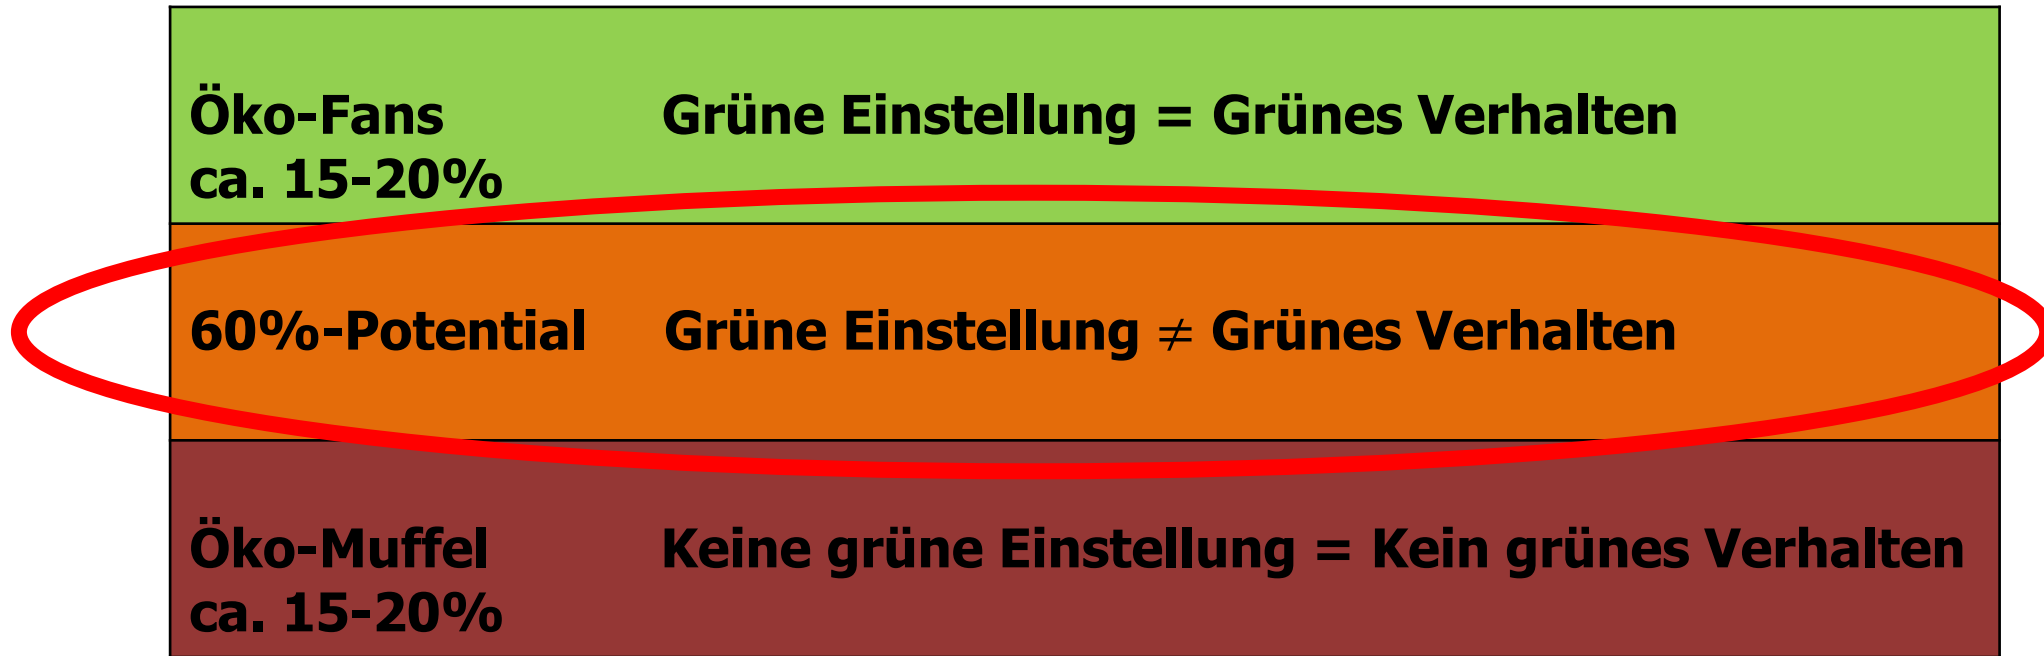 Öko-Fans Grüne Einstellung = Grünes Verhalten
ca. 15-20%
60%-Potential Grüne Einstellung ≠ Grünes Verhalten
Öko-Muffel Keine grüne Einstellung = Kein grünes Verhalten
ca. 15-20%